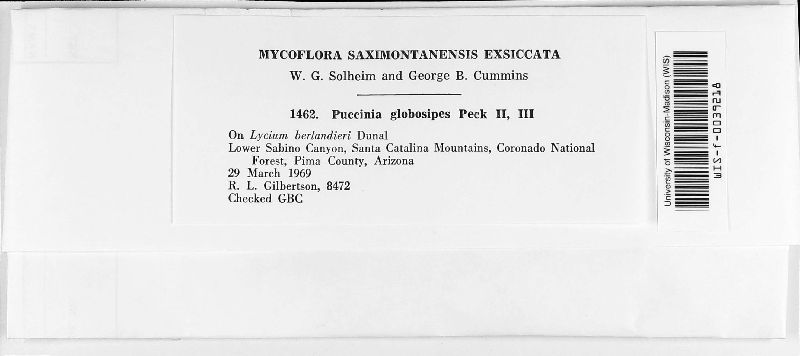 MYCOFLORA SAXIMONTANENSIS EXSICCATA
W. G. Solheim and George B. Cummins
1462. Puccinia globosipes Peck II, III
On Lycium berlandieri Dunal
Lower Sabino Canyon, Santa Catalina Mountains, Coronado National
Forest, Pima County, Arizona
29 March 1969
R. L. Gilbertson, 8472
Checked GBC
University of Wisconsin-Madison (WIS)
WIS-f-0039218